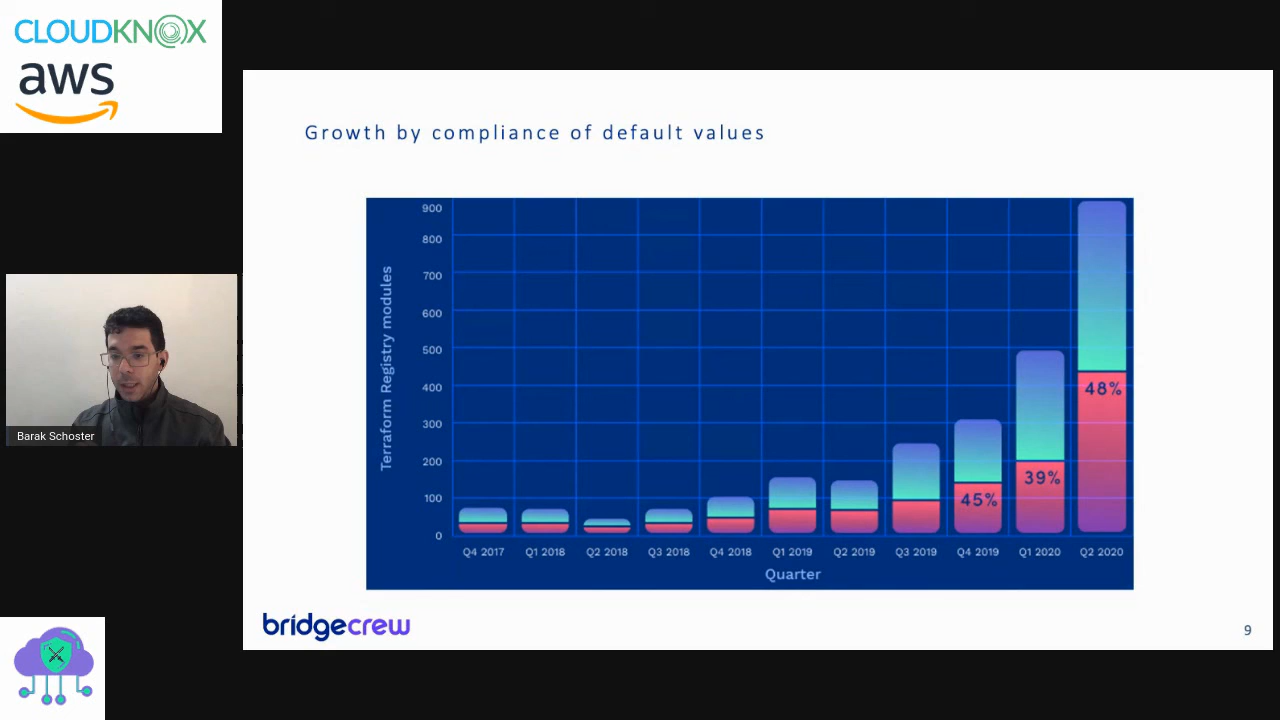 CLOUDKNOX
aws
Growth by compliance of default values
Terraform Registry modules
900
800
700
600
500
400
300
200
100
0
48%
39%
45%
Q4 2017 Q1 2018 Q2 2018 Q3 2018 Q4 2018 Q1 2019 Q2 2019 Q3 2019 Q4 2019 Q1 2020 Q2 2020
Quarter
Barak Schoster
bridgecrew
9